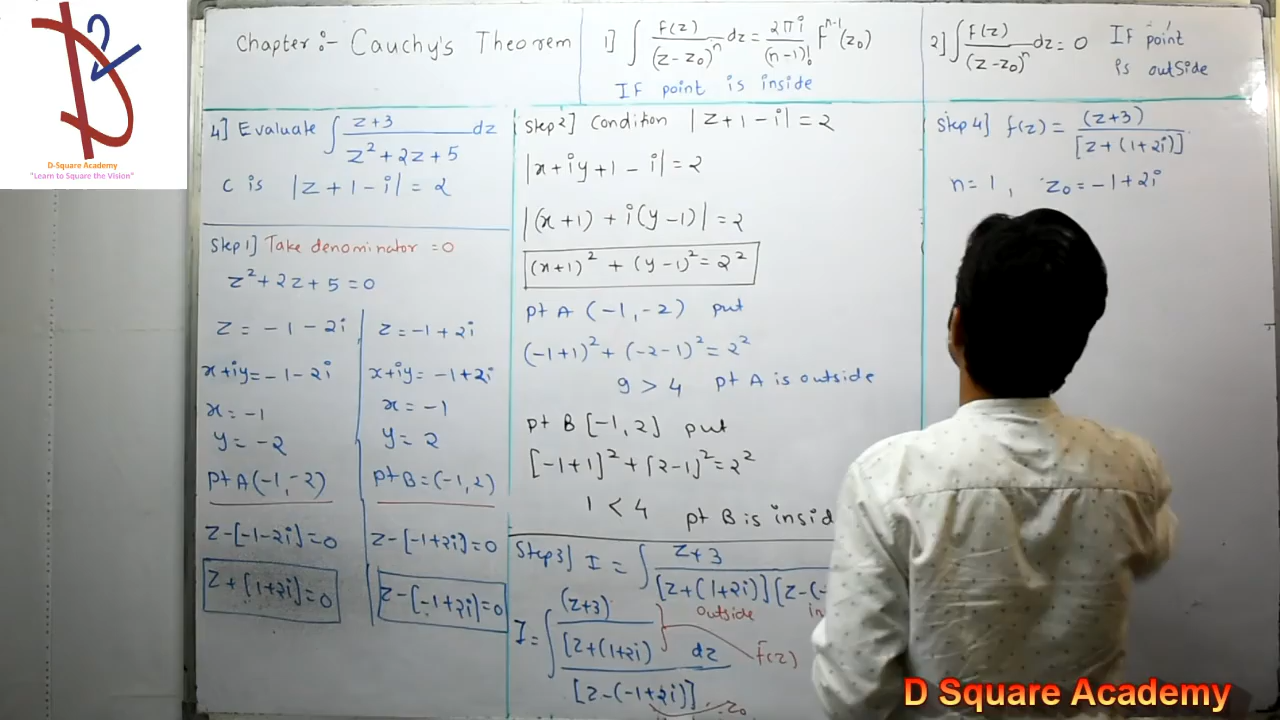 D-Square Academy
"Learn to Square the Vision"
Chapter :- Cauchy's Theorem
1] ∫ F(z)/(z-z₀)ⁿ dz = 2πi/(n-1)! Fⁿ⁻¹(z₀)
IF point is inside
2] ∫ F(z)/(z-z₀)ⁿ dz = 0 IF point
is outside
4] Evaluate ∫ z+3/z²+2z+5 dz
C is |z+1-i| = 2
Step 1] Take denominator = 0
z²+2z+5=0
z = -1-2i
x+iy=-1-2i
x=-1
y=-2
pt A(-1,-2)
z-[-1-2i]=0
z+(1+2i]=0
z=-1+2i
x+iy=-1+2i
x=-1
y=2
pt B=(-1,2)
z-[-1+2i]=0
z-[-1+2i)=0
Step 2] Condition |z+1-i|=2
|x+iy+1-i|=2
|(x+1)+i(y-1)|=2
(x+1)²+(y-1)²=2²
pt A (-1,-2) put
(-1+1)²+(-2-1)²=2²
9>4 pt A is outside
pt B [-1,2] put
[-1+1]²+[2-1]²=2²
1<4 pt B is insid
Step 3] I = ∫ z+3/[z+(1+2i)][z-(-
outside in
I = ∫ (z+3)/[z+(1+2i)] dz/[z-(-1+2i)]
f(z)
z₀
Step 4] f(z) = (z+3)/[z+(1+2i)]
n=1, z₀=-1+2i
D Square Academy